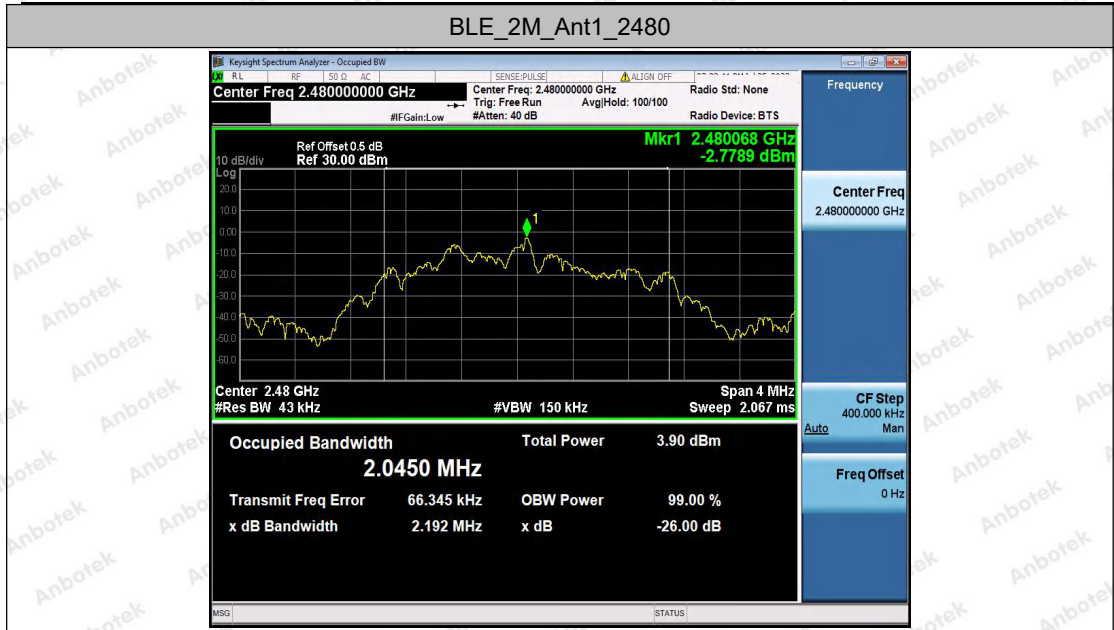 BLE_2M_Ant1_2480
Keysight Spectrum Analyzer - Occupied BW
RL RF 50 Ω AC SENSE:PULSE ALIGN OFF
Center Freq 2.480000000 GHz
Center Freq: 2.480000000 GHz Radio Std: None
Trig: Free Run Avg|Hold: 100/100
#IFGain:Low #Atten: 40 dB Radio Device: BTS
Ref Offset 0.5 dB Mkr1 2.480068 GHz
10 dB/div Ref 30.00 dBm -2.7789 dBm
Log
20.0
10.0
0.00
-10.0
-20.0
-30.0
-40.0
-50.0
-60.0
1
Center 2.48 GHz Span 4 MHz
#Res BW 43 kHz #VBW 150 kHz Sweep 2.067 ms
Occupied Bandwidth Total Power 3.90 dBm
2.0450 MHz
Transmit Freq Error 66.345 kHz OBW Power 99.00 %
x dB Bandwidth 2.192 MHz x dB -26.00 dB
MSG STATUS
Frequency
Center Freq
2.480000000 GHz
CF Step
400.000 kHz
Auto Man
Freq Offset
0 Hz
Anbotek